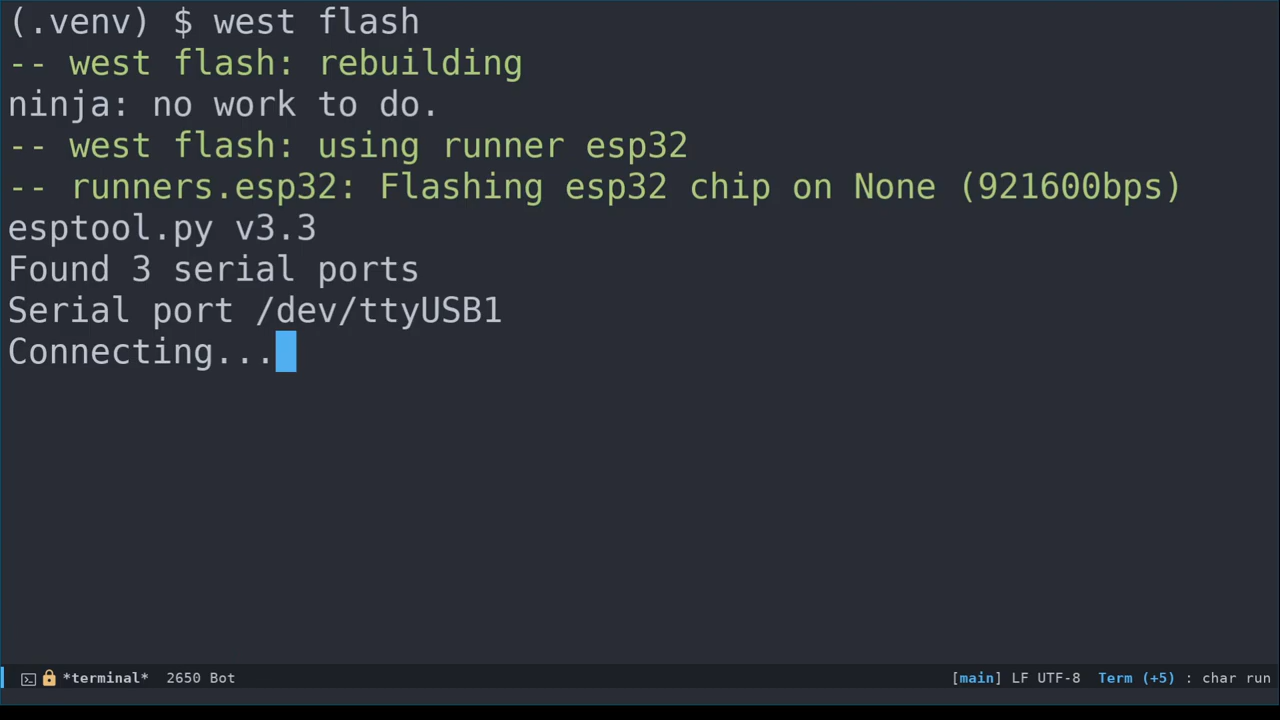 (.venv) $ west flash
-- west flash: rebuilding
ninja: no work to do.
-- west flash: using runner esp32
-- runners.esp32: Flashing esp32 chip on None (921600bps)
esptool.py v3.3
Found 3 serial ports
Serial port /dev/ttyUSB1
Connecting...
*terminal* 2650 Bot [main] LF UTF-8 Term (+5) : char run